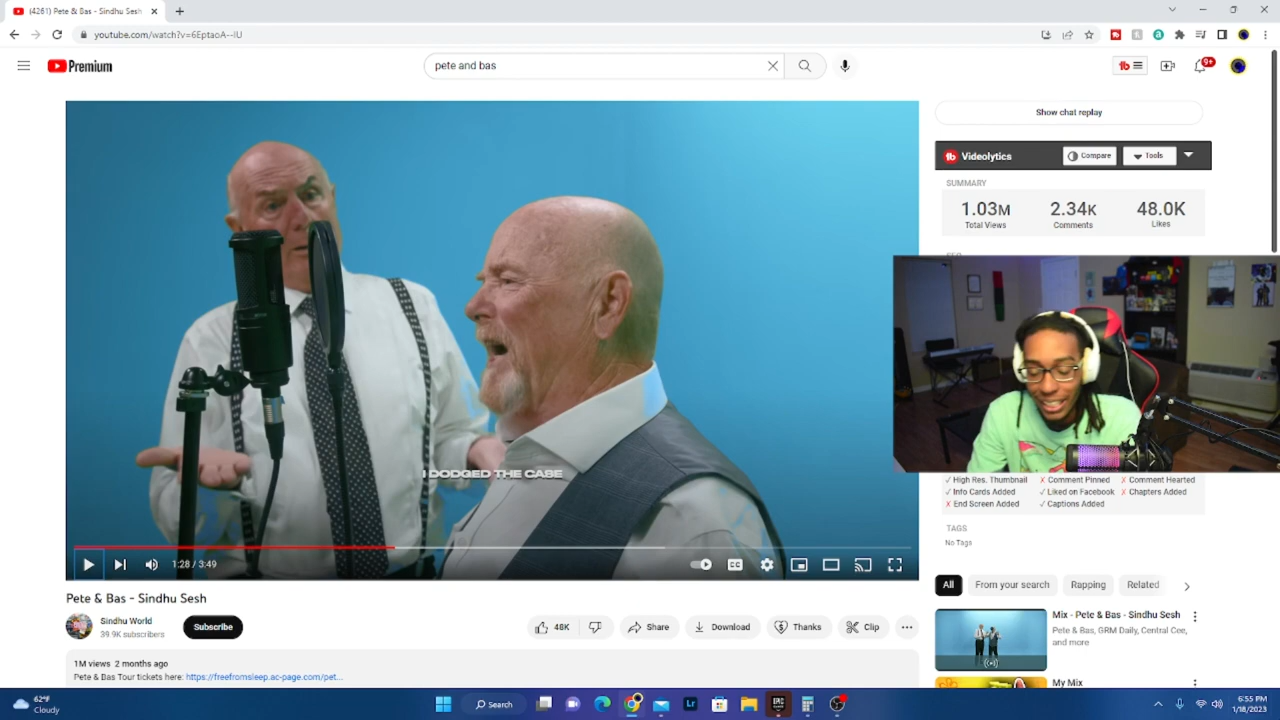 (4261) Pete & Bas - Sindhu Sesh
youtube.com/watch?v=6EptaoA--IU
Premium
pete and bas
9+
Show chat replay
Videolytics
Compare
Tools
SUMMARY
1.03M
2.34K
48.0K
Total Views
Comments
Likes
I DODGED THE CASE
High Res. Thumbnail
Comment Pinned
Comment Hearted
Info Cards Added
Liked on Facebook
Chapters Added
End Screen Added
Captions Added
TAGS
No Tags
1:28 / 3:49
CC
All
From your search
Rapping
Related
Pete & Bas - Sindhu Sesh
Sindhu World
39.9K subscribers
Subscribe
48K
Share
Download
Thanks
Clip
1M views 2 months ago
Pete & Bas Tour tickets here: https://freefromsleep.ac-page.com/pet...
Mix - Pete & Bas - Sindhu Sesh
Pete & Bas, GRM Daily, Central Cee,
and more
My Mix
62°F
Cloudy
Search
Lr
EPIC
6:55 PM
1/18/2023